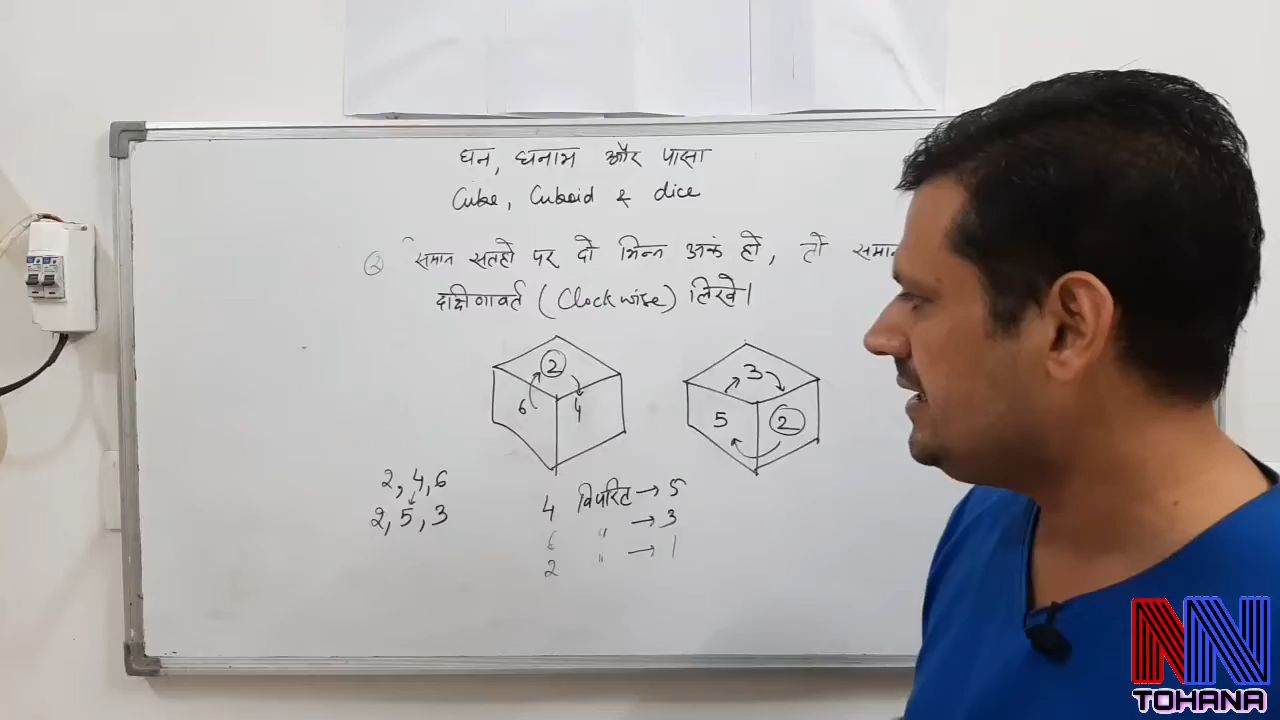 घन, घनाभ और पासा
Cube, Cuboid & dice
② समान सतहो पर दो भिन्न अकं हो, तो समान
दाक्षीणावर्त (Clockwise) लिखे।
2
6 4
3
5 2
2, 4, 6
2, 5, 3
4 विपरित → 5
6 " → 3
2 " → 1
NN
TOHANA